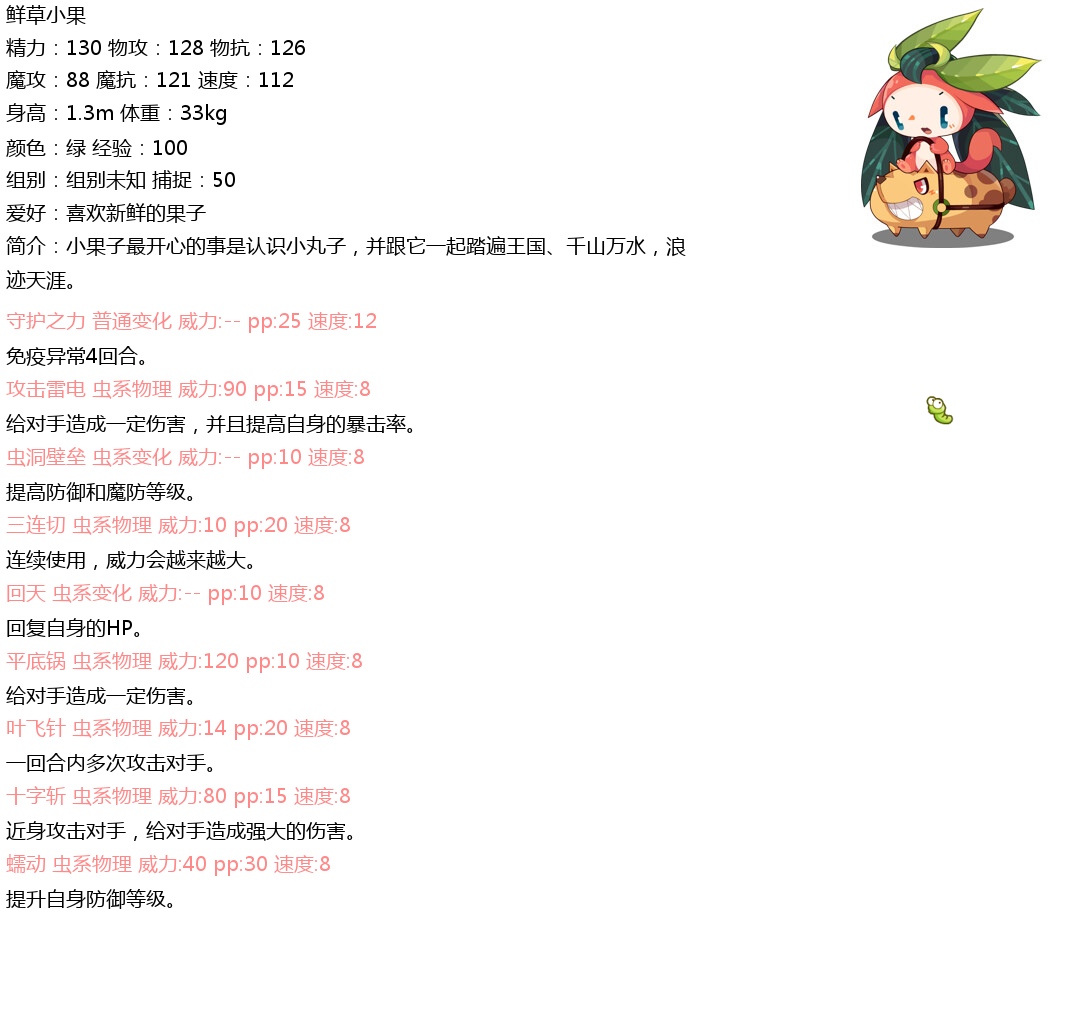 鲜草小果
精力：130 物攻：128 物抗：126
魔攻：88 魔抗：121 速度：112
身高：1.3m 体重：33kg
颜色：绿 经验：100
组别：组别未知 捕捉：50
爱好：喜欢新鲜的果子
简介：小果子最开心的事是认识小丸子，并跟它一起踏遍王国、千山万水，浪
迹天涯。
守护之力 普通变化 威力:-- pp:25 速度:12
免疫异常4回合。
攻击雷电 虫系物理 威力:90 pp:15 速度:8
给对手造成一定伤害，并且提高自身的暴击率。
虫洞壁垒 虫系变化 威力:-- pp:10 速度:8
提高防御和魔防等级。
三连切 虫系物理 威力:10 pp:20 速度:8
连续使用，威力会越来越大。
回天 虫系变化 威力:-- pp:10 速度:8
回复自身的HP。
平底锅 虫系物理 威力:120 pp:10 速度:8
给对手造成一定伤害。
叶飞针 虫系物理 威力:14 pp:20 速度:8
一回合内多次攻击对手。
十字斩 虫系物理 威力:80 pp:15 速度:8
近身攻击对手，给对手造成强大的伤害。
蠕动 虫系物理 威力:40 pp:30 速度:8
提升自身防御等级。